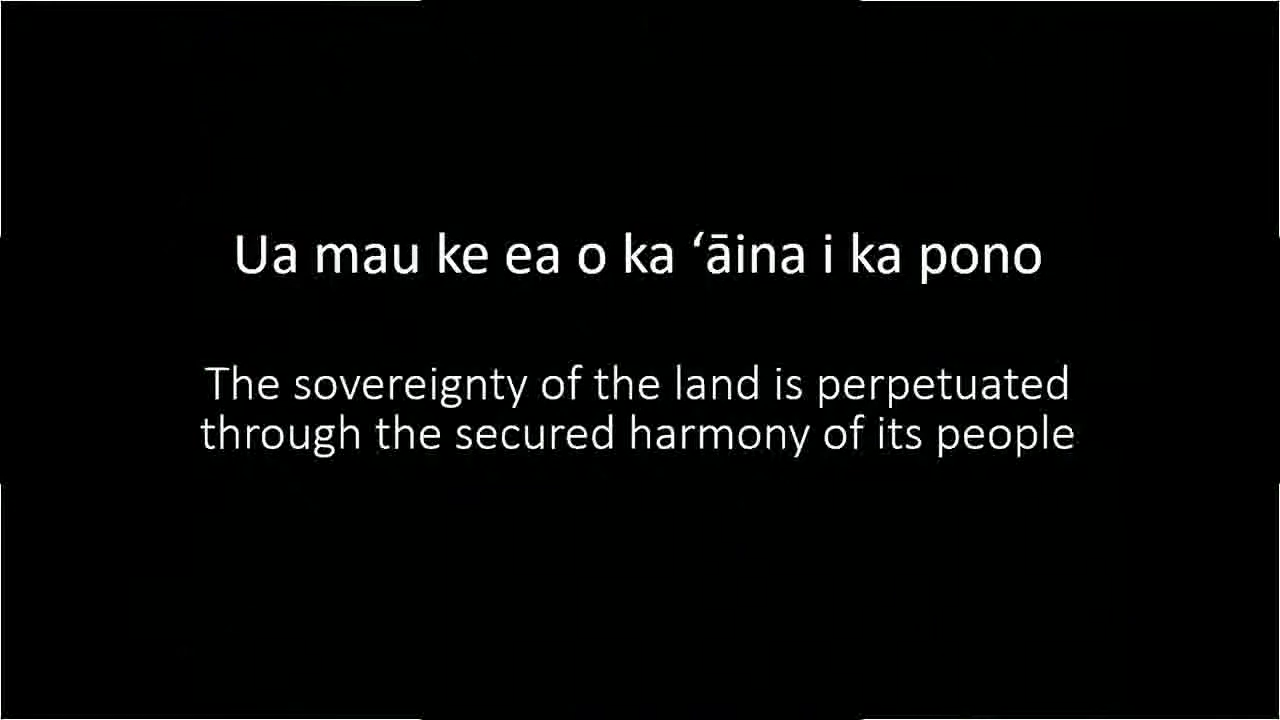 Ua mau ke ea o ka ʻāina i ka pono
The sovereignty of the land is perpetuated
through the secured harmony of its people